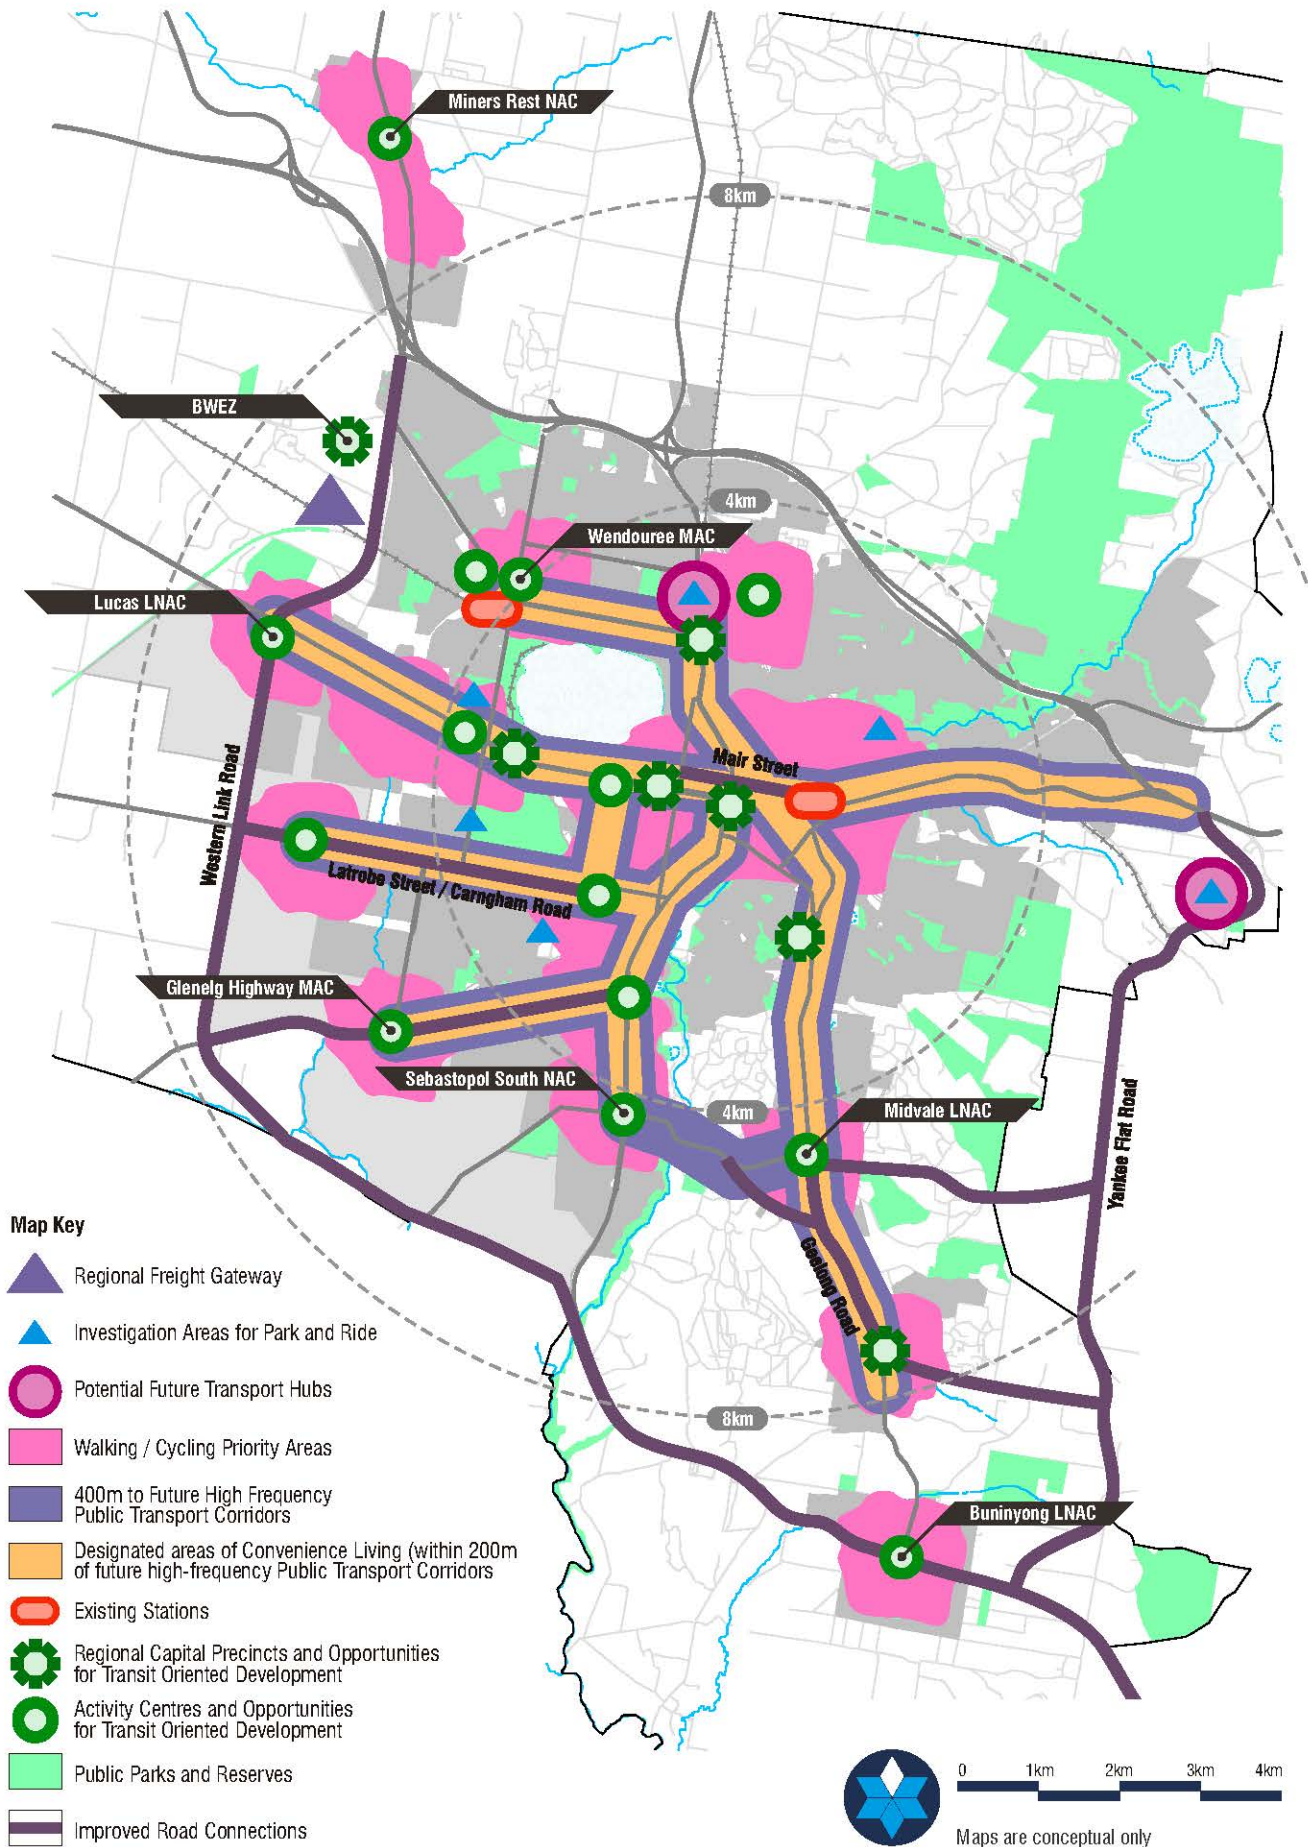 Miners Rest NAC
8km
BWEZ
4km
Wendouree MAC
Lucas LNAC
Mair Street
Western Link Road
Latrobe Street / Carngham Road
Glenelg Highway MAC
Sebastopol South NAC
4km
Midvale LNAC
Yankee Flat Road
Geelong Road
8km
Buninyong LNAC
Map Key
Regional Freight Gateway
Investigation Areas for Park and Ride
Potential Future Transport Hubs
Walking / Cycling Priority Areas
400m to Future High Frequency
Public Transport Corridors
Designated areas of Convenience Living (within 200m
of future high-frequency Public Transport Corridors
Existing Stations
Regional Capital Precincts and Opportunities
for Transit Oriented Development
Activity Centres and Opportunities
for Transit Oriented Development
Public Parks and Reserves
Improved Road Connections
0 1km 2km 3km 4km
Maps are conceptual only